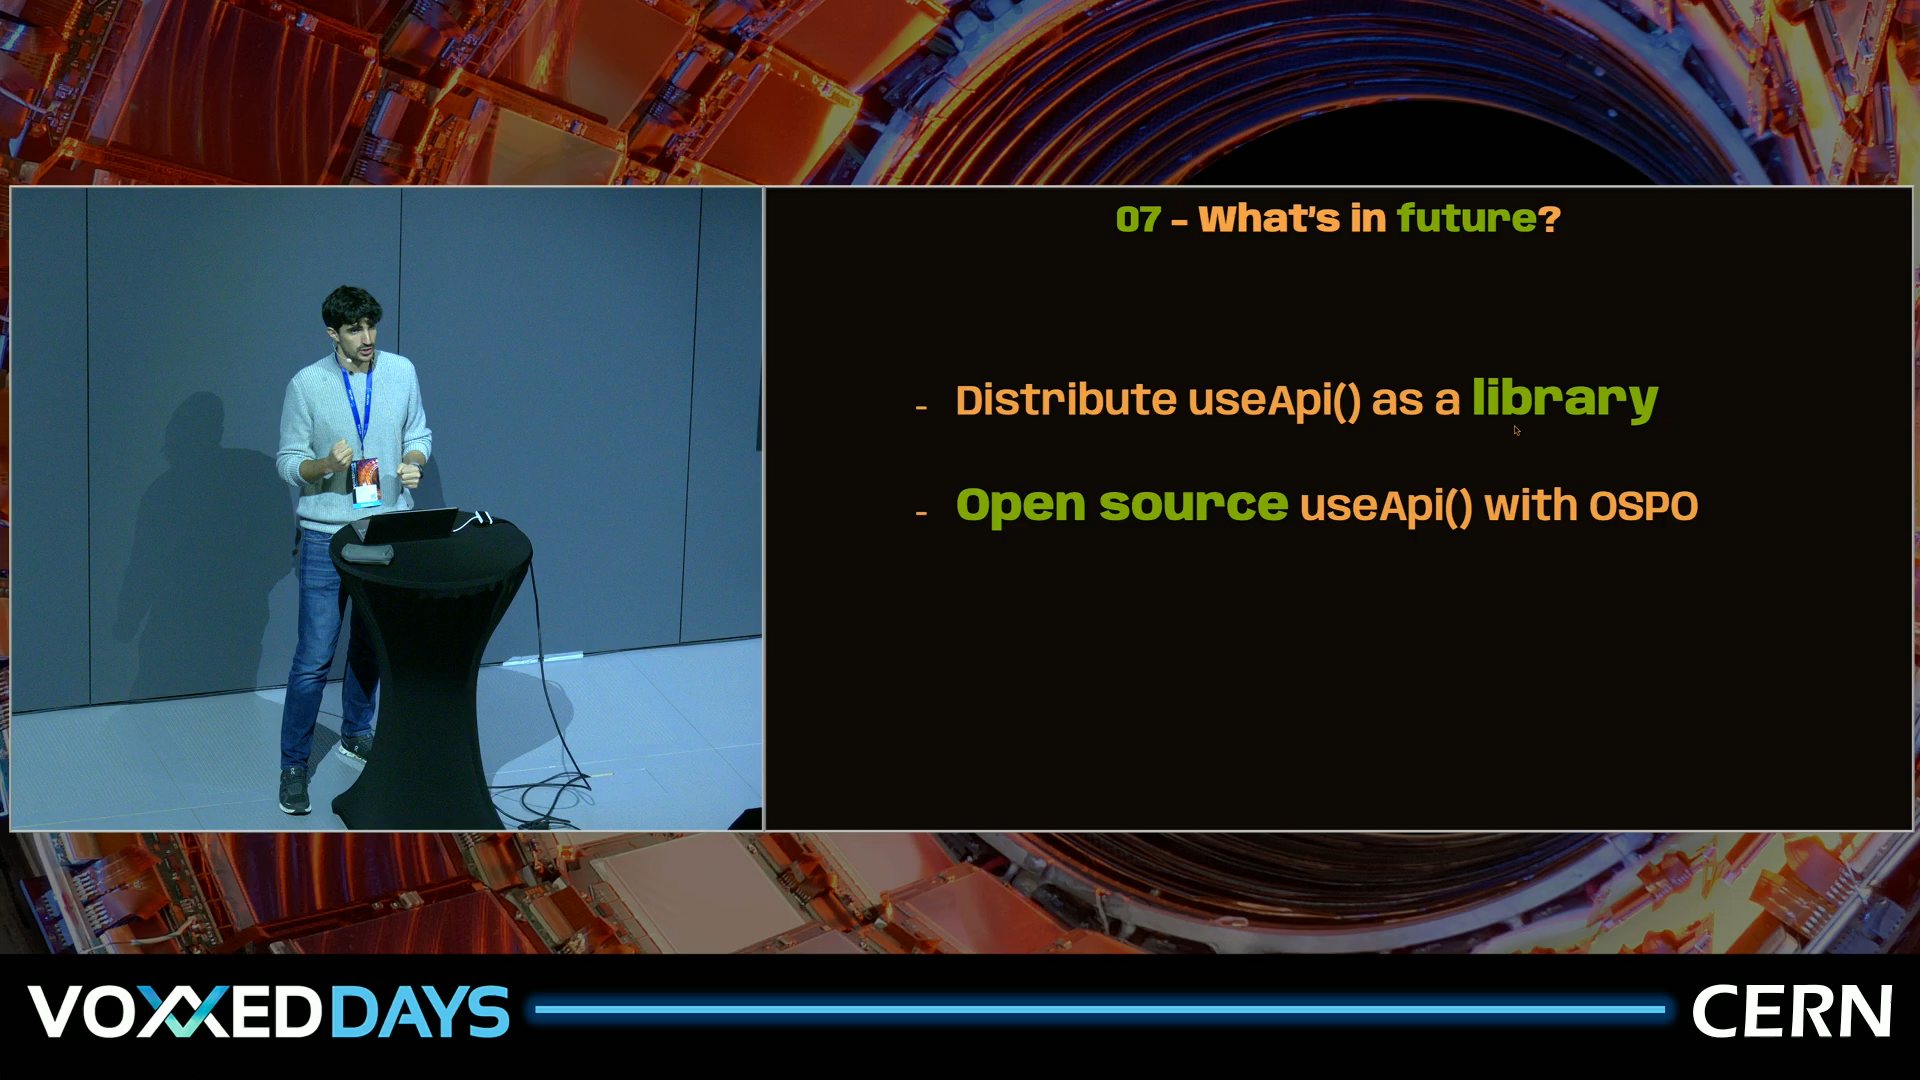 07 - What's in future?
- Distribute useApi() as a library
- Open source useApi() with OSPO
VOXXEDDAYS
CERN